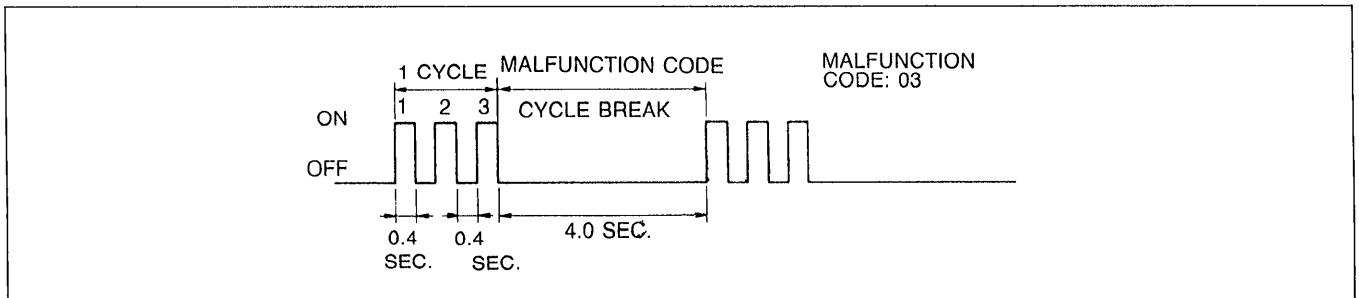 1 CYCLE
MALFUNCTION CODE
MALFUNCTION
CODE: 03
1 2 3
CYCLE BREAK
ON
OFF
0.4
SEC.
0.4
SEC.
4.0 SEC.